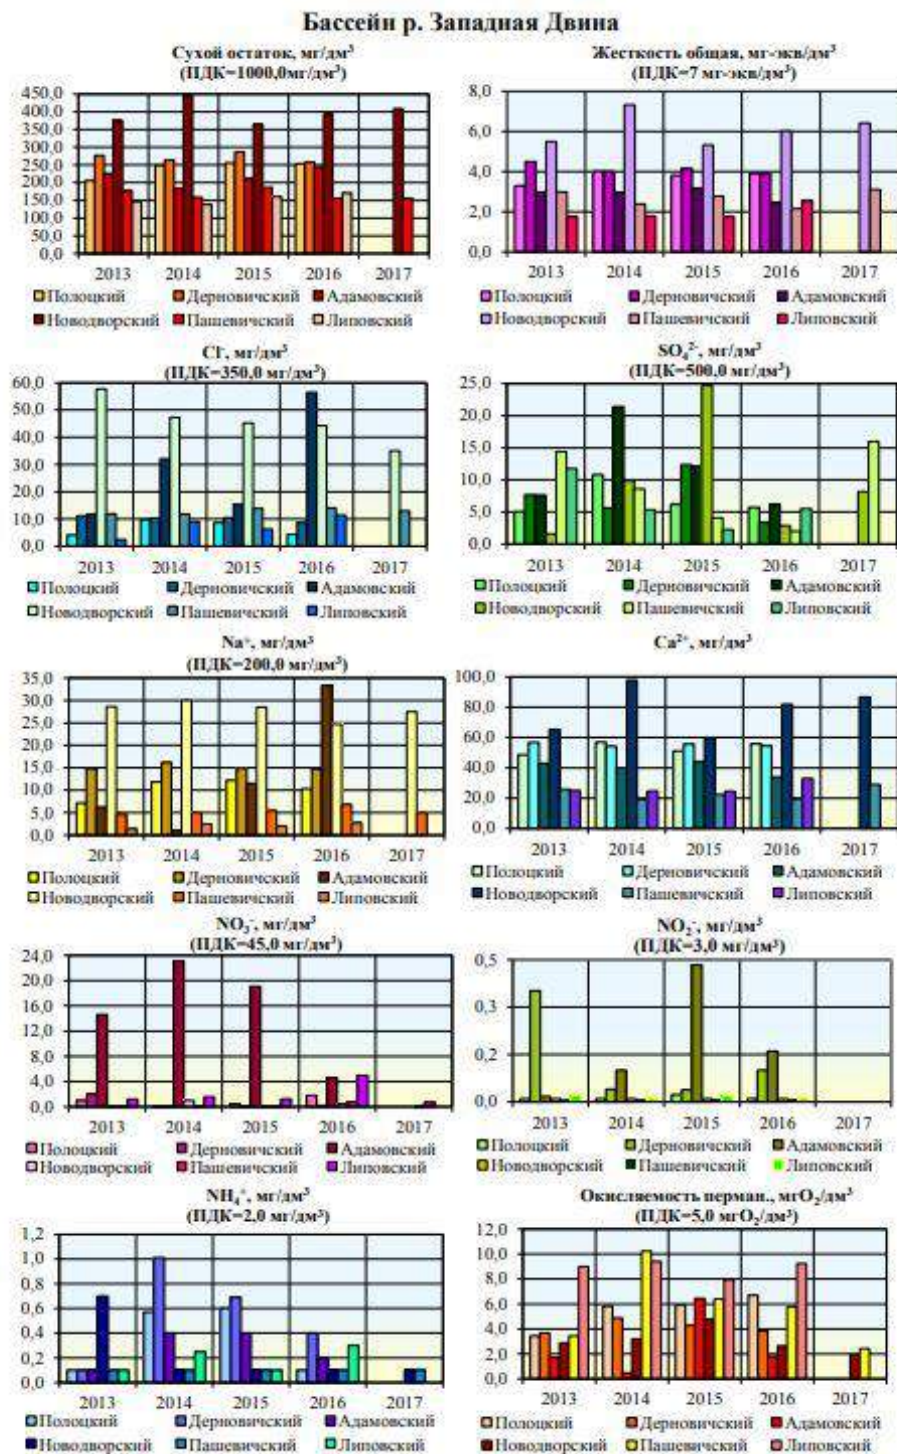 Бассейн р. Западная Двина
Сухой остаток, мг/дм³
(ПДК=1000,0мг/дм³)
450,0
400,0
350,0
300,0
250,0
200,0
150,0
100,0
50,0
0,0
2013 2014 2015 2016 2017
Полоцкий Дерновичский Адамовский
Новодворский Пашевичский Липовский
Жесткость общая, мг-экв/дм³
(ПДК=7 мг-экв/дм³)
8,0
6,0
4,0
2,0
0,0
2013 2014 2015 2016 2017
Полоцкий Дерновичский Адамовский
Новодворский Пашевичский Липовский
Cl⁻, мг/дм³
(ПДК=350,0 мг/дм³)
60,0
50,0
40,0
30,0
20,0
10,0
0,0
2013 2014 2015 2016 2017
Полоцкий Дерновичский Адамовский
Новодворский Пашевичский Липовский
SO₄²⁻, мг/дм³
(ПДК=500,0 мг/дм³)
25,0
20,0
15,0
10,0
5,0
0,0
2013 2014 2015 2016 2017
Полоцкий Дерновичский Адамовский
Новодворский Пашевичский Липовский
Na⁺, мг/дм³
(ПДК=200,0 мг/дм³)
35,0
30,0
25,0
20,0
15,0
10,0
5,0
0,0
2013 2014 2015 2016 2017
Полоцкий Дерновичский Адамовский
Новодворский Пашевичский Липовский
Ca²⁺, мг/дм³
100,0
80,0
60,0
40,0
20,0
0,0
2013 2014 2015 2016 2017
Полоцкий Дерновичский Адамовский
Новодворский Пашевичский Липовский
NO₃⁻, мг/дм³
(ПДК=45,0 мг/дм³)
24,0
20,0
16,0
12,0
8,0
4,0
0,0
2013 2014 2015 2016 2017
Полоцкий Дерновичский Адамовский
Новодворский Пашевичский Липовский
NO₂⁻, мг/дм³
(ПДК=3,0 мг/дм³)
0,5
0,3
0,2
0,0
2013 2014 2015 2016 2017
Полоцкий Дерновичский Адамовский
Новодворский Пашевичский Липовский
NH₄⁺, мг/дм³
(ПДК=2,0 мг/дм³)
1,2
1,0
0,8
0,6
0,4
0,2
0,0
2013 2014 2015 2016 2017
Полоцкий Дерновичский Адамовский
Новодворский Пашевичский Липовский
Окисляемость перман., мгО₂/дм³
(ПДК=5,0 мгО₂/дм³)
12,0
10,0
8,0
6,0
4,0
2,0
0,0
2013 2014 2015 2016 2017
Полоцкий Дерновичский Адамовский
Новодворский Пашевичский Липовский